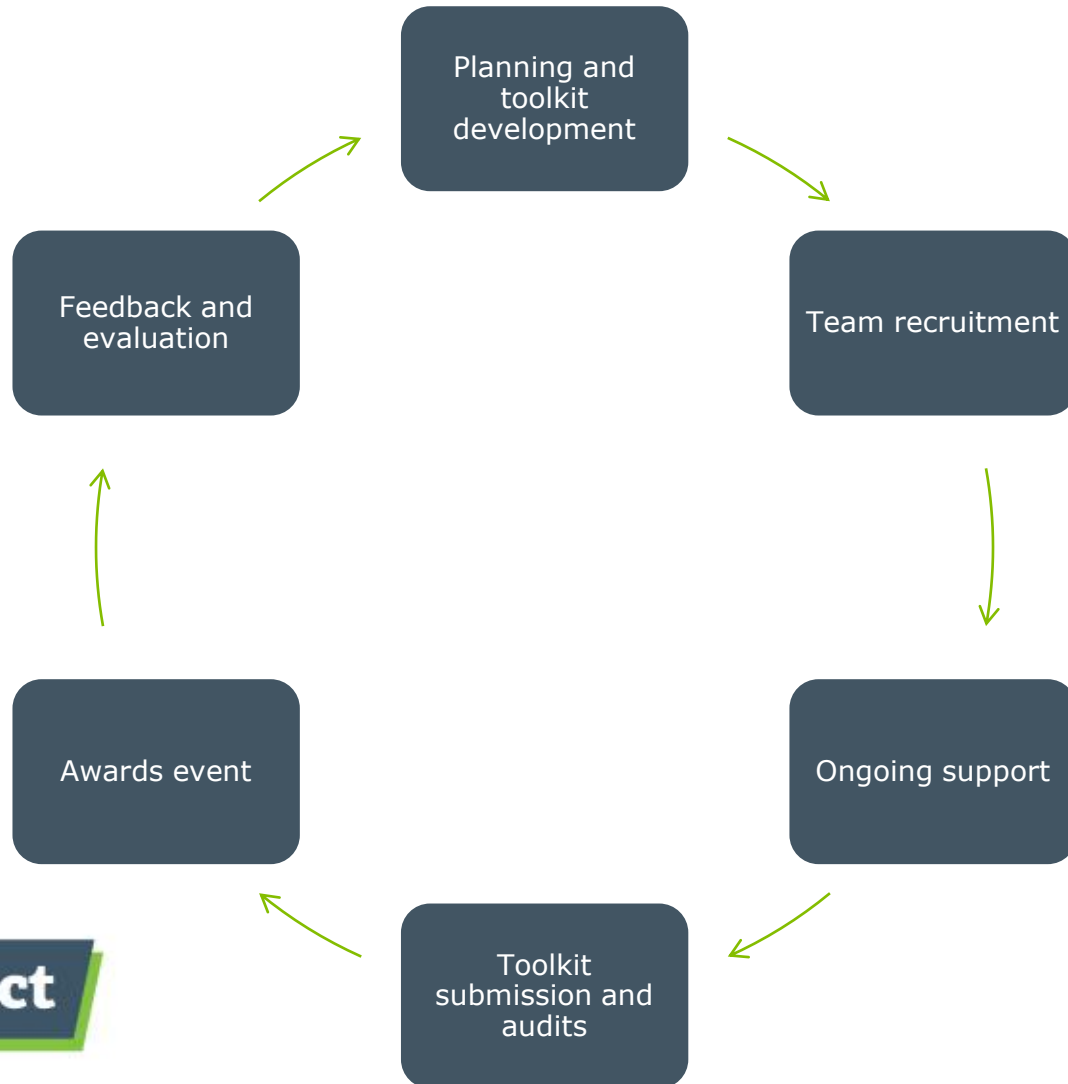 Planning and
toolkit
development
Team recruitment
Ongoing support
Toolkit
submission and
audits
Awards event
Feedback and
evaluation
ct